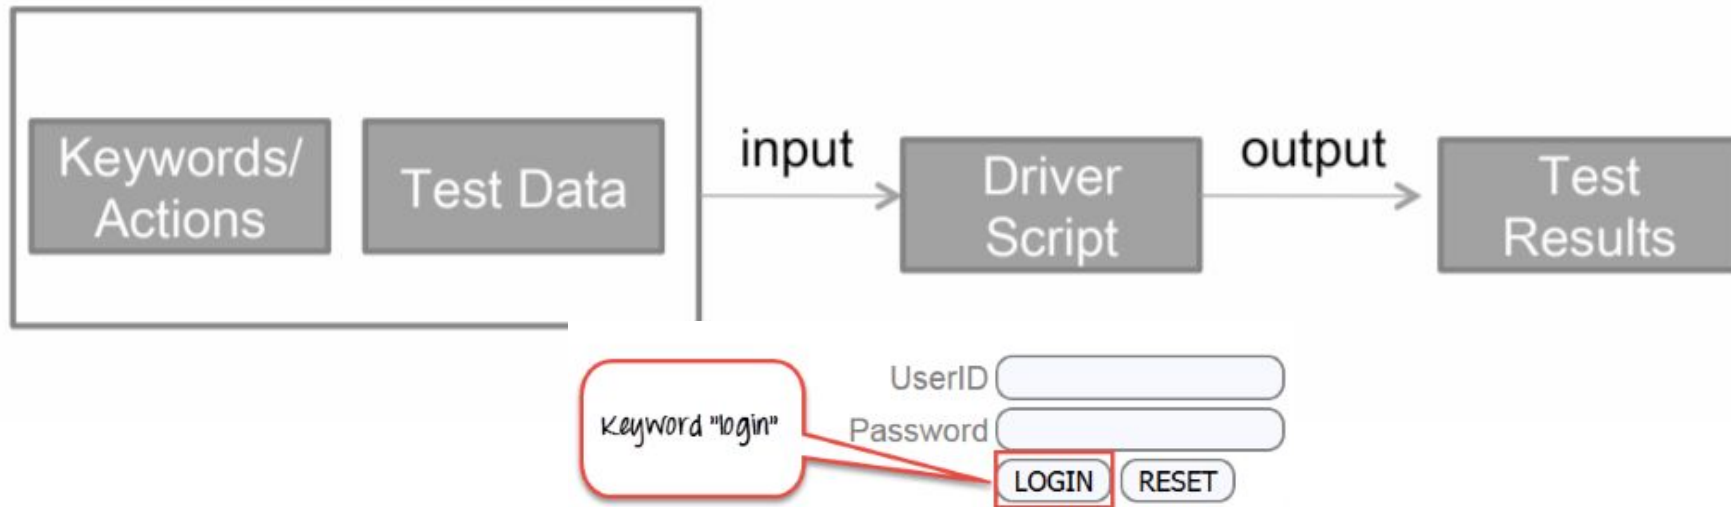 Keywords/
Actions
Test Data
input
Driver
Script
output
Test
Results
Keyword "login"
UserID
Password
LOGIN
RESET